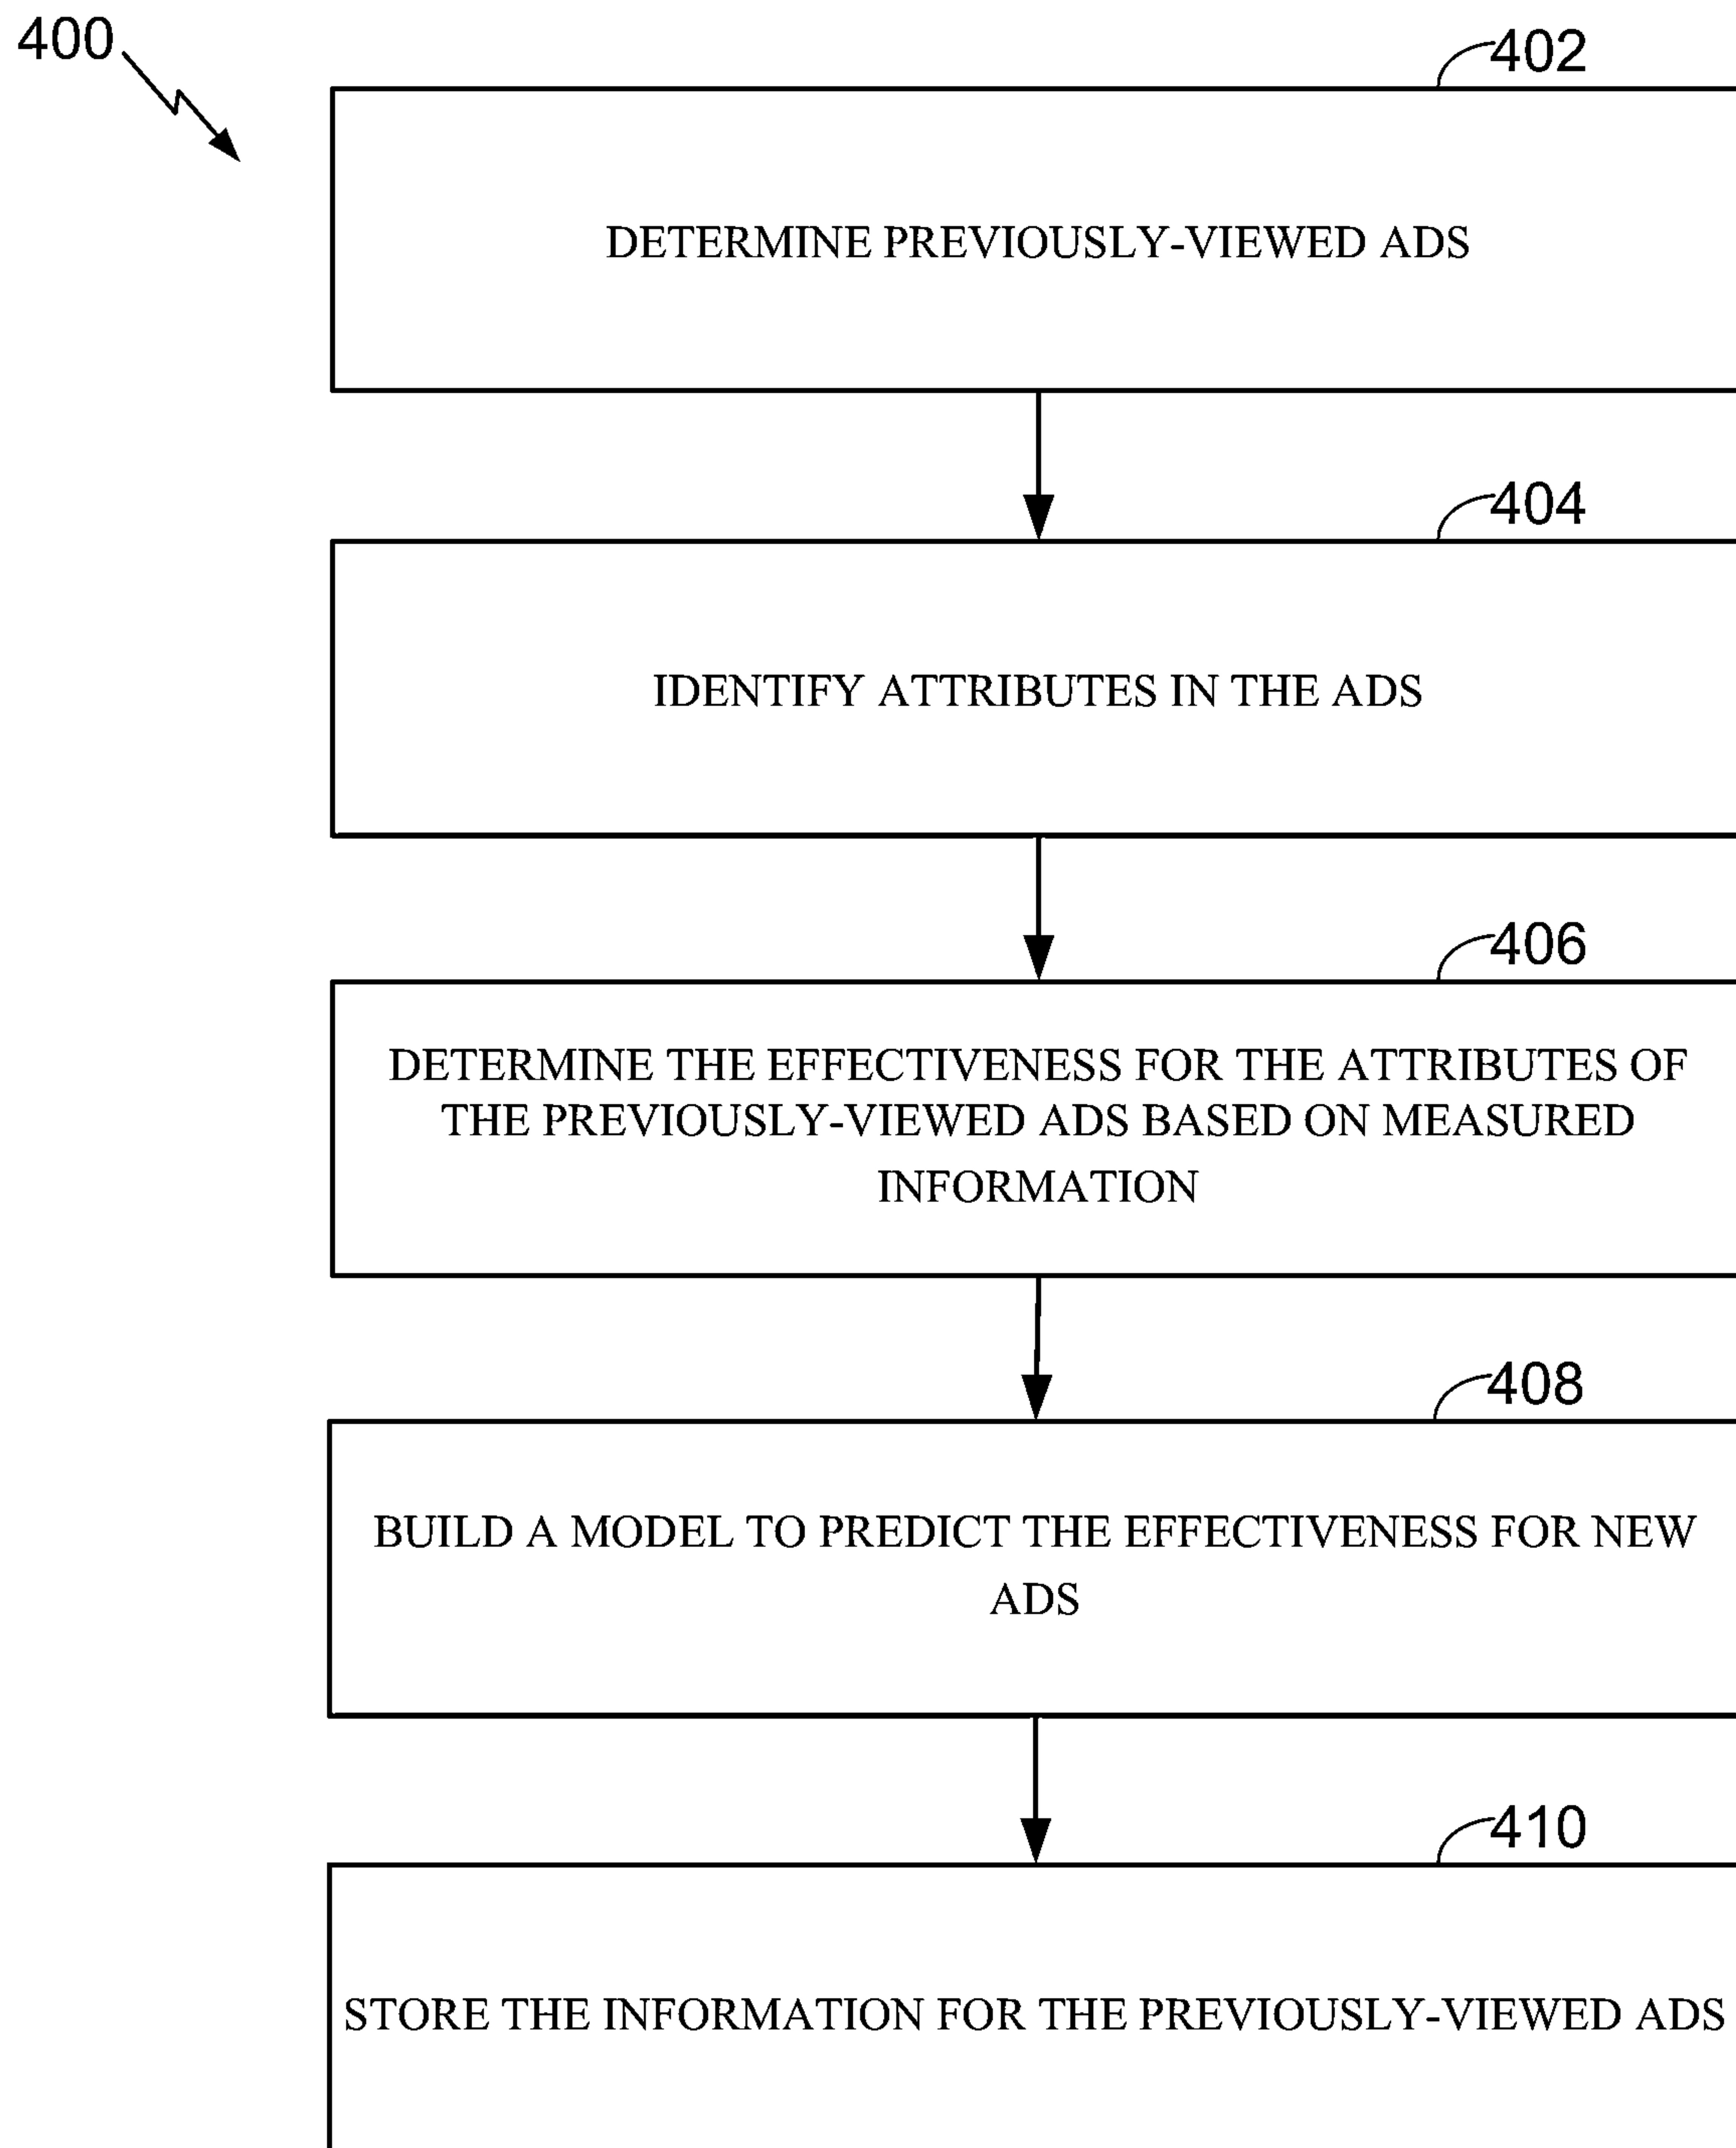 400
402
DETERMINE PREVIOUSLY-VIEWED ADS
404
IDENTIFY ATTRIBUTES IN THE ADS
406
DETERMINE THE EFFECTIVENESS FOR THE ATTRIBUTES OF
THE PREVIOUSLY-VIEWED ADS BASED ON MEASURED
INFORMATION
408
BUILD A MODEL TO PREDICT THE EFFECTIVENESS FOR NEW
ADS
410
STORE THE INFORMATION FOR THE PREVIOUSLY-VIEWED ADS